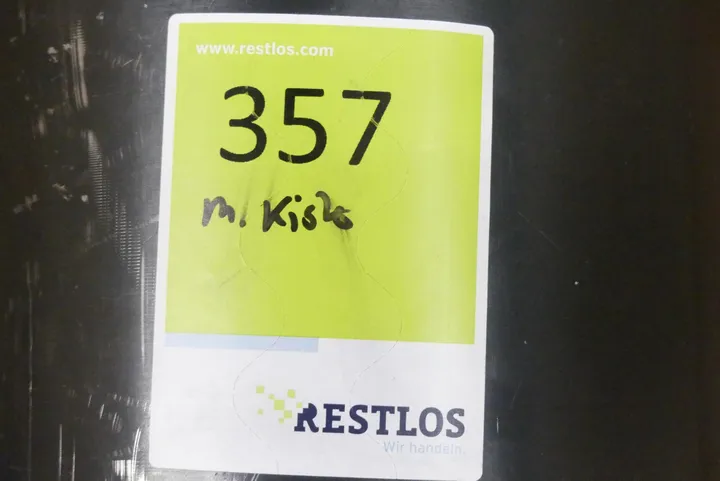 www.restlos.com
357
m. Kiste
RESTLOS
Wir handeln.